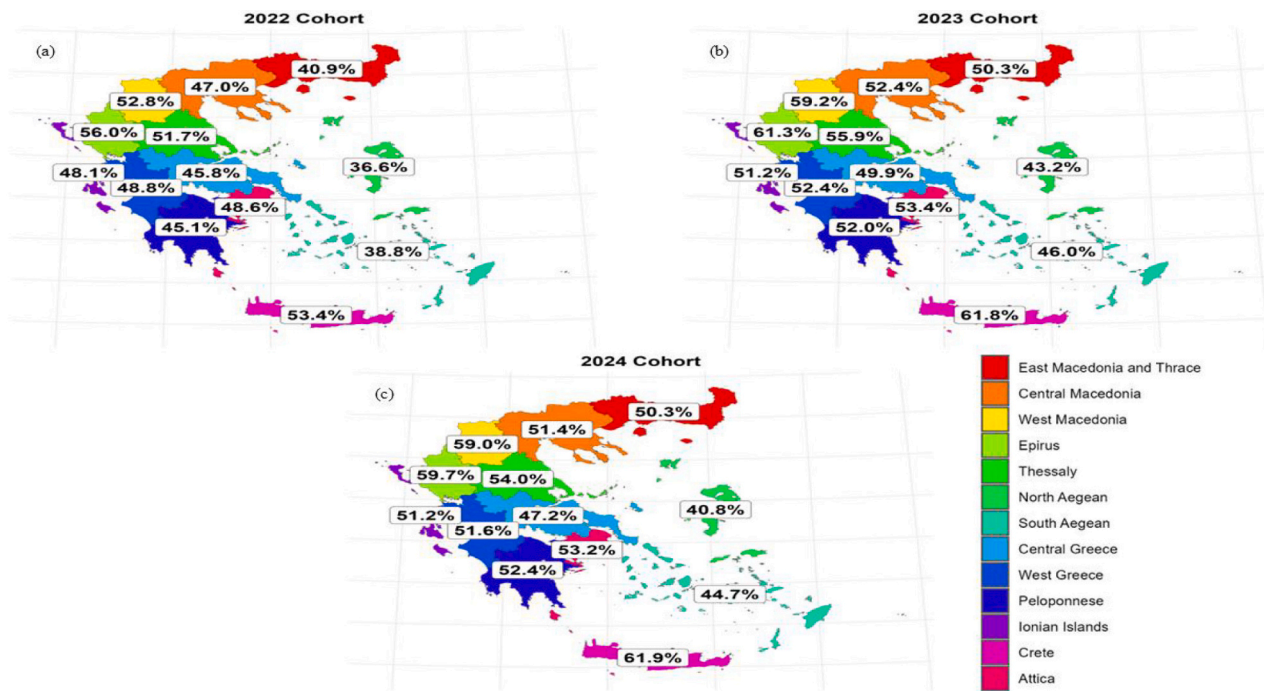 2022 Cohort
(a)
40.9%
47.0%
52.8%
56.0%
51.7%
36.6%
48.1%
45.8%
48.8%
48.6%
45.1%
38.8%
53.4%
2023 Cohort
(b)
50.3%
52.4%
59.2%
61.3%
55.9%
43.2%
51.2%
49.9%
52.4%
53.4%
52.0%
46.0%
61.8%
2024 Cohort
(c)
50.3%
51.4%
59.0%
59.7%
54.0%
40.8%
51.2%
47.2%
51.6%
53.2%
52.4%
44.7%
61.9%
East Macedonia and Thrace
Central Macedonia
West Macedonia
Epirus
Thessaly
North Aegean
South Aegean
Central Greece
West Greece
Peloponnese
Ionian Islands
Crete
Attica